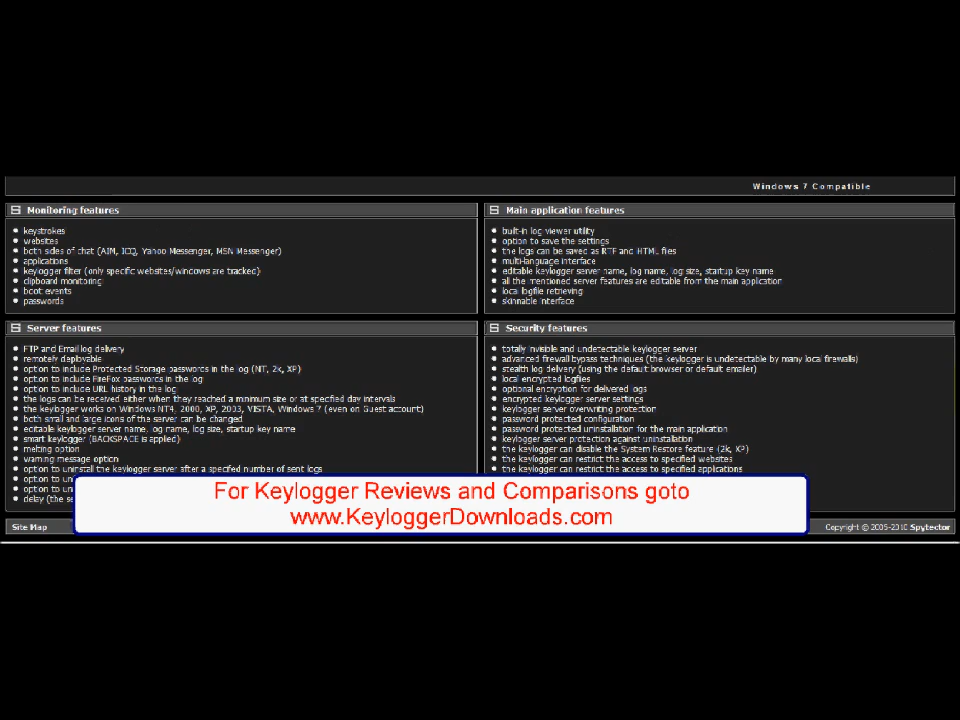 Windows 7 Compatible
Monitoring features
keystrokes
websites
both sides of chat (AIM, ICQ, Yahoo Messenger, MSN Messenger)
applications
keylogger filter (only specific websites/windows are tracked)
clipboard monitoring
boot events
passwords
Main application features
built-in log viewer utility
option to save the settings
the logs can be saved as RTF and HTML files
multi-language interface
editable keylogger server name, log name, log size, startup key name
all the mentioned server features are editable from the main application
local logfile retrieving
skinnable interface
Server features
FTP and Email log delivery
remotely deployable
option to include Protected Storage passwords in the log (NT, 2k, XP)
option to include FireFox passwords in the log
option to include URL history in the log
the logs can be received either when they reached a minimum size or at specified day intervals
the keylogger works on Windows NT4, 2000, XP, 2003, VISTA, Windows 7 (even on Guest account)
both small and large icons of the server can be changed
editable keylogger server name, log name, log size, startup key name
smart keylogger (BACKSPACE is applied)
melting option
warning message option
option to uninstall the keylogger server after a specified number of sent logs
option to
option to
delay (the
Security features
totally invisible and undetectable keylogger server
advanced firewall bypass techniques (the keylogger is undetectable by many local firewalls)
stealth log delivery (using the default browser or default emailer)
local encrypted logfiles
optional encryption for delivered logs
encrypted keylogger server settings
keylogger server overwriting protection
password protected configuration
password protected uninstallation for the main application
keylogger server protection against uninstallation
the keylogger can disable the System Restore feature (2k, XP)
the keylogger can restrict the access to specified websites
the keylogger can restrict the access to specified applications
For Keylogger Reviews and Comparisons goto
www.KeyloggerDownloads.com
Site Map
Copyright © 2005-2010 Spytector